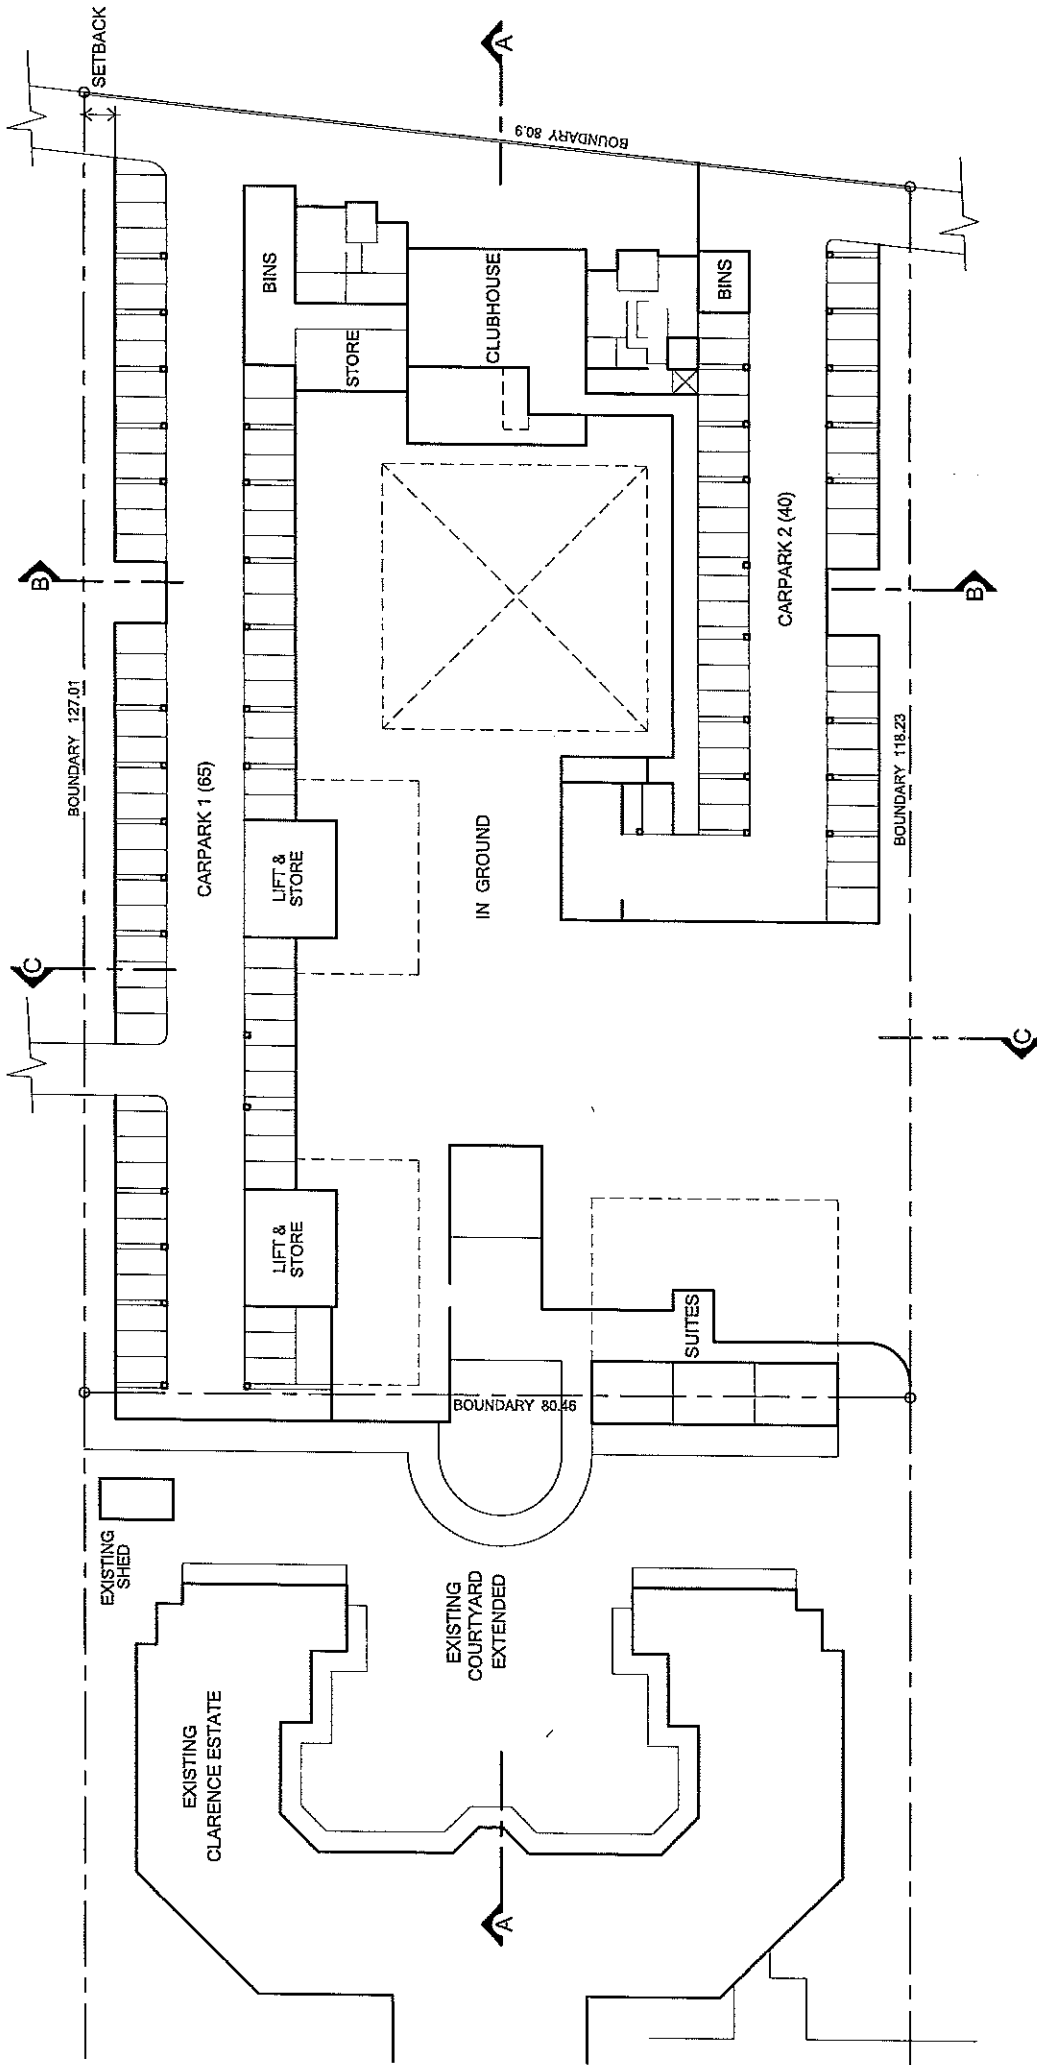 SETBACK
A
BOUNDARY 80.9
BINS
STORE
CLUBHOUSE
BINS
B
BOUNDARY 127.01
CARPARK 1 (65)
CARPARK 2 (40)
B
BOUNDARY 118.23
LIFT &
STORE
IN GROUND
C
C
LIFT &
STORE
SUITES
BOUNDARY 80.46
EXISTING
SHED
EXISTING
COURTYARD
EXTENDED
EXISTING
CLARENCE ESTATE
A